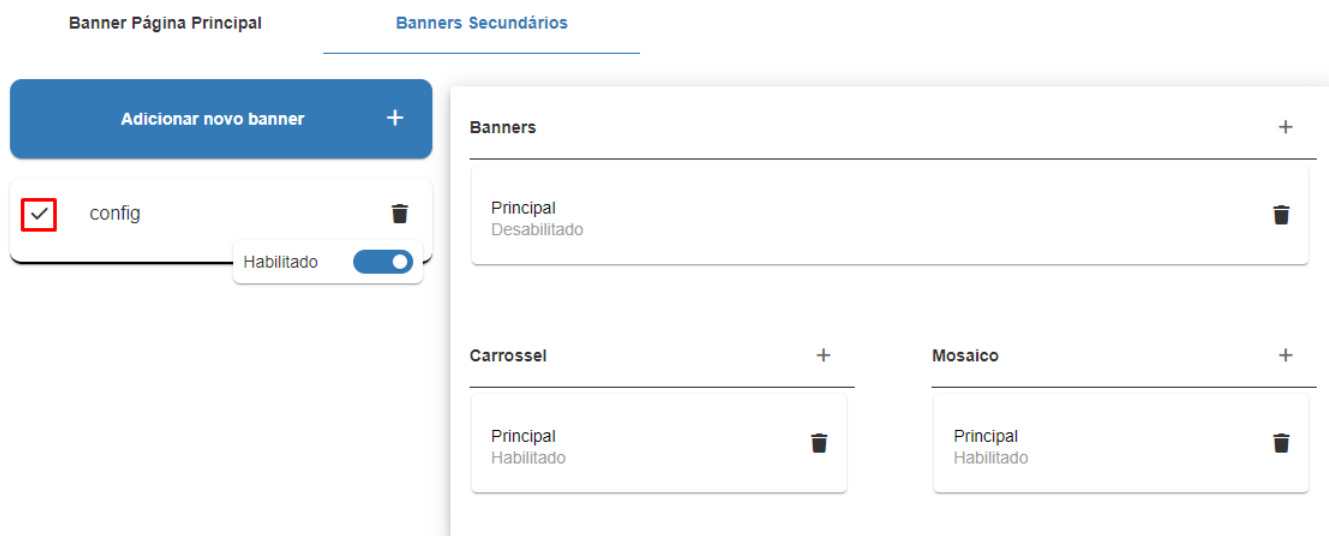 Banner Página Principal
Banners Secundários
Adicionar novo banner +
config
Habilitado
Banners +
Principal
Desabilitado
Carrossel +
Principal
Habilitado
Mosaico +
Principal
Habilitado